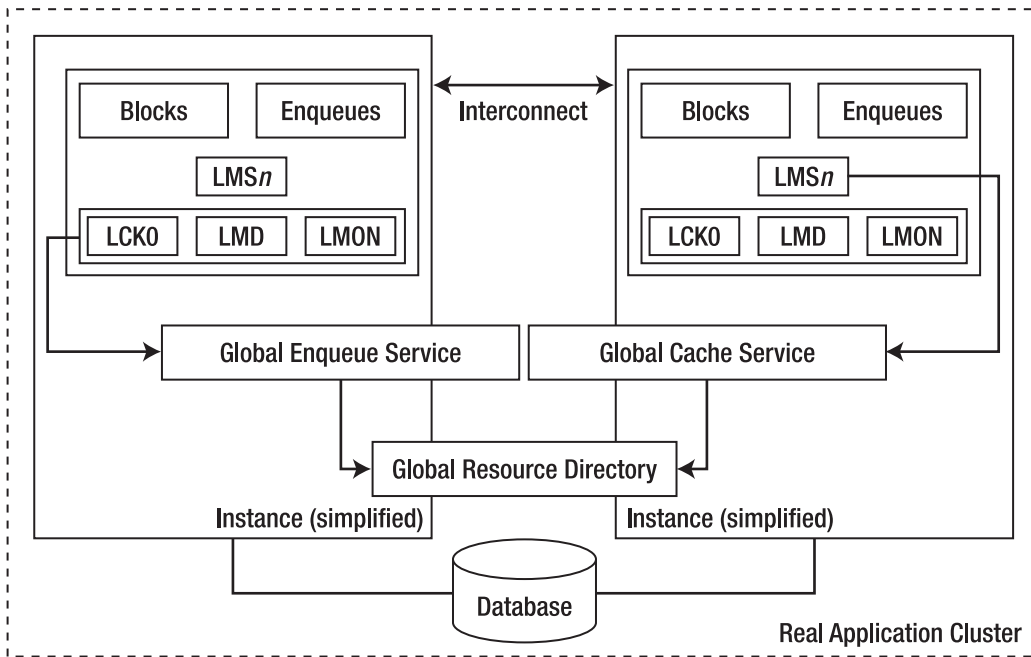 Blocks
Enqueues
LMSn
LCK0
LMD
LMON
Interconnect
Blocks
Enqueues
LMSn
LCK0
LMD
LMON
Global Enqueue Service
Global Cache Service
Global Resource Directory
Instance (simplified)
Instance (simplified)
Database
Real Application Cluster